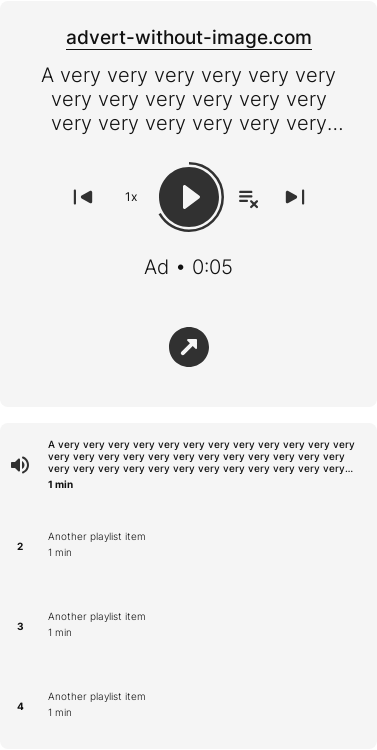 advert-without-image.com
A very very very very very very
very very very very very very
very very very very very very...
1x
Ad • 0:05
A very very very very very very very very very very very very
very very very very very very very very very very very very
very very very very very very very very very very very very...
1 min
2
Another playlist item
1 min
3
Another playlist item
1 min
4
Another playlist item
1 min